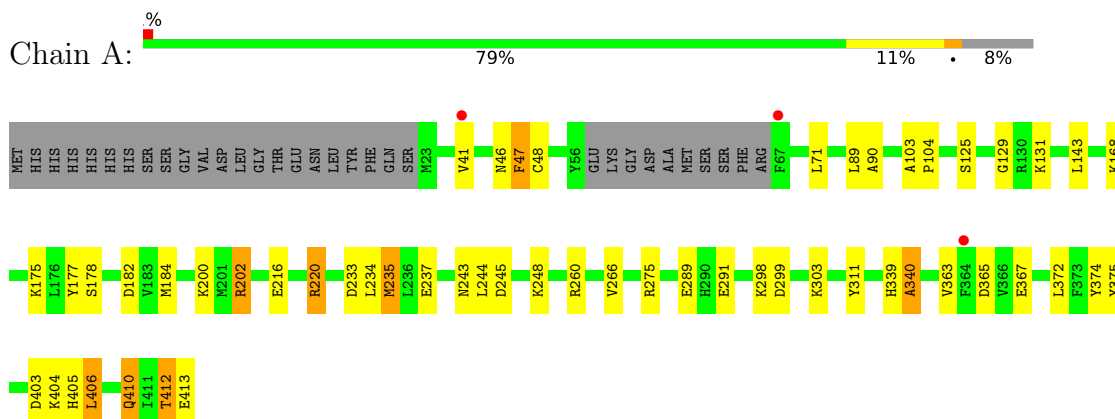 .%
Chain A:
79% 11% • 8%
MET HIS HIS HIS HIS HIS HIS SER SER GLY VAL ASP LEU GLY THR GLU ASN LEU TYR PHE GLN SER M23 V41 N46 F47 C48 Y56 GLU LYS GLY ASP ALA MET SER SER PHE ARG F67 L71 L89 A90 A103 P104 S125 G129 R130 K131 L143 K168
K175 L176 Y177 S178 D182 V183 M184 K200 M201 R202 E216 R220 D233 L234 M235 L236 E237 N243 L244 D245 K248 R260 V266 R275 E289 H290 E291 K298 D299 K303 Y311 H339 A340 V363 F364 D365 V366 E367 L372 F373 Y374
D403 K404 H405 L406 Q410 I411 T412 E413